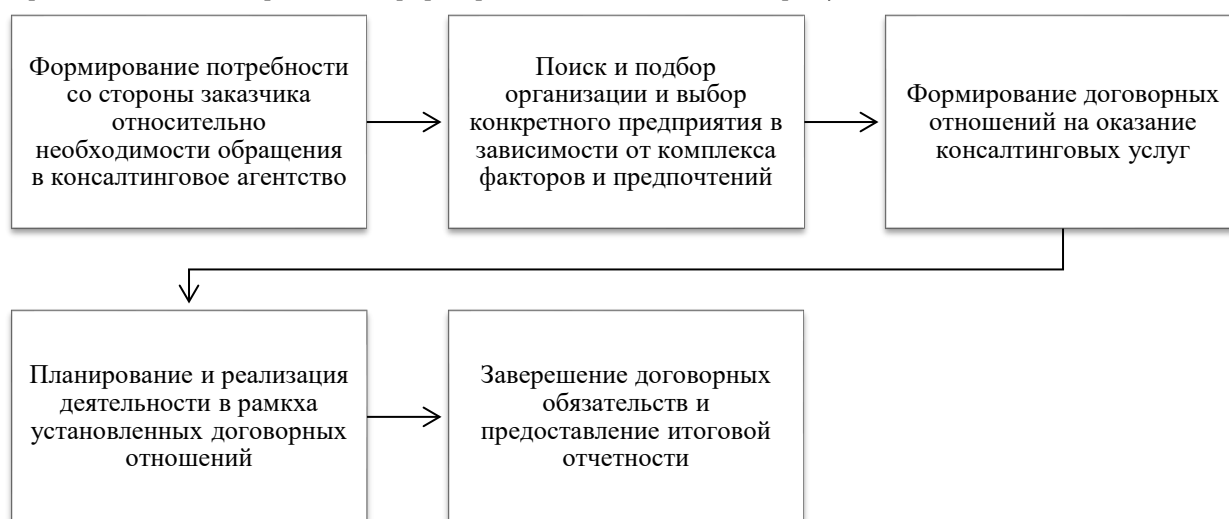 Формирование потребности
со стороны заказчика
относительно
необходимости обращения
в консалтинговое агентство
Поиск и подбор
организации и выбор
конкретного предприятия в
зависимости от комплекса
факторов и предпочтений
Формирование договорных
отношений на оказание
консалтинговых услуг
Планирование и реализация
деятельности в рамкха
установленных договорных
отношений
Заверешение договорных
обязательств и
предоставление итоговой
отчетности